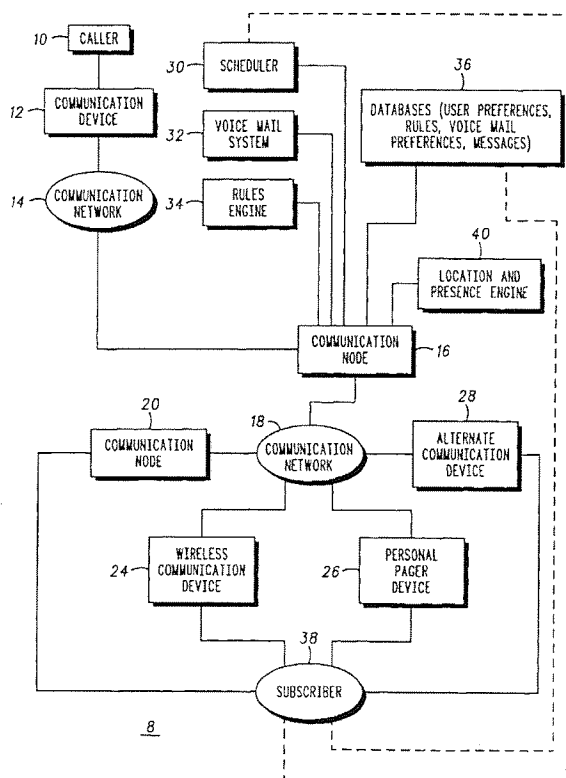 10
CALLER
12
COMMUNICATION
DEVICE
14
COMMUNICATION
NETWORK
30
SCHEDULER
32
VOICE MAIL
SYSTEM
34
RULES
ENGINE
36
DATABASES (USER PREFERENCES,
RULES, VOICE MAIL
PREFERENCES, MESSAGES)
40
LOCATION AND
PRESENCE ENGINE
COMMUNICATION
NODE
16
20
COMMUNICATION
NODE
18
COMMUNICATION
NETWORK
28
ALTERNATE
COMMUNICATION
DEVICE
24
WIRELESS
COMMUNICATION
DEVICE
26
PERSONAL
PAGER
DEVICE
38
SUBSCRIBER
8